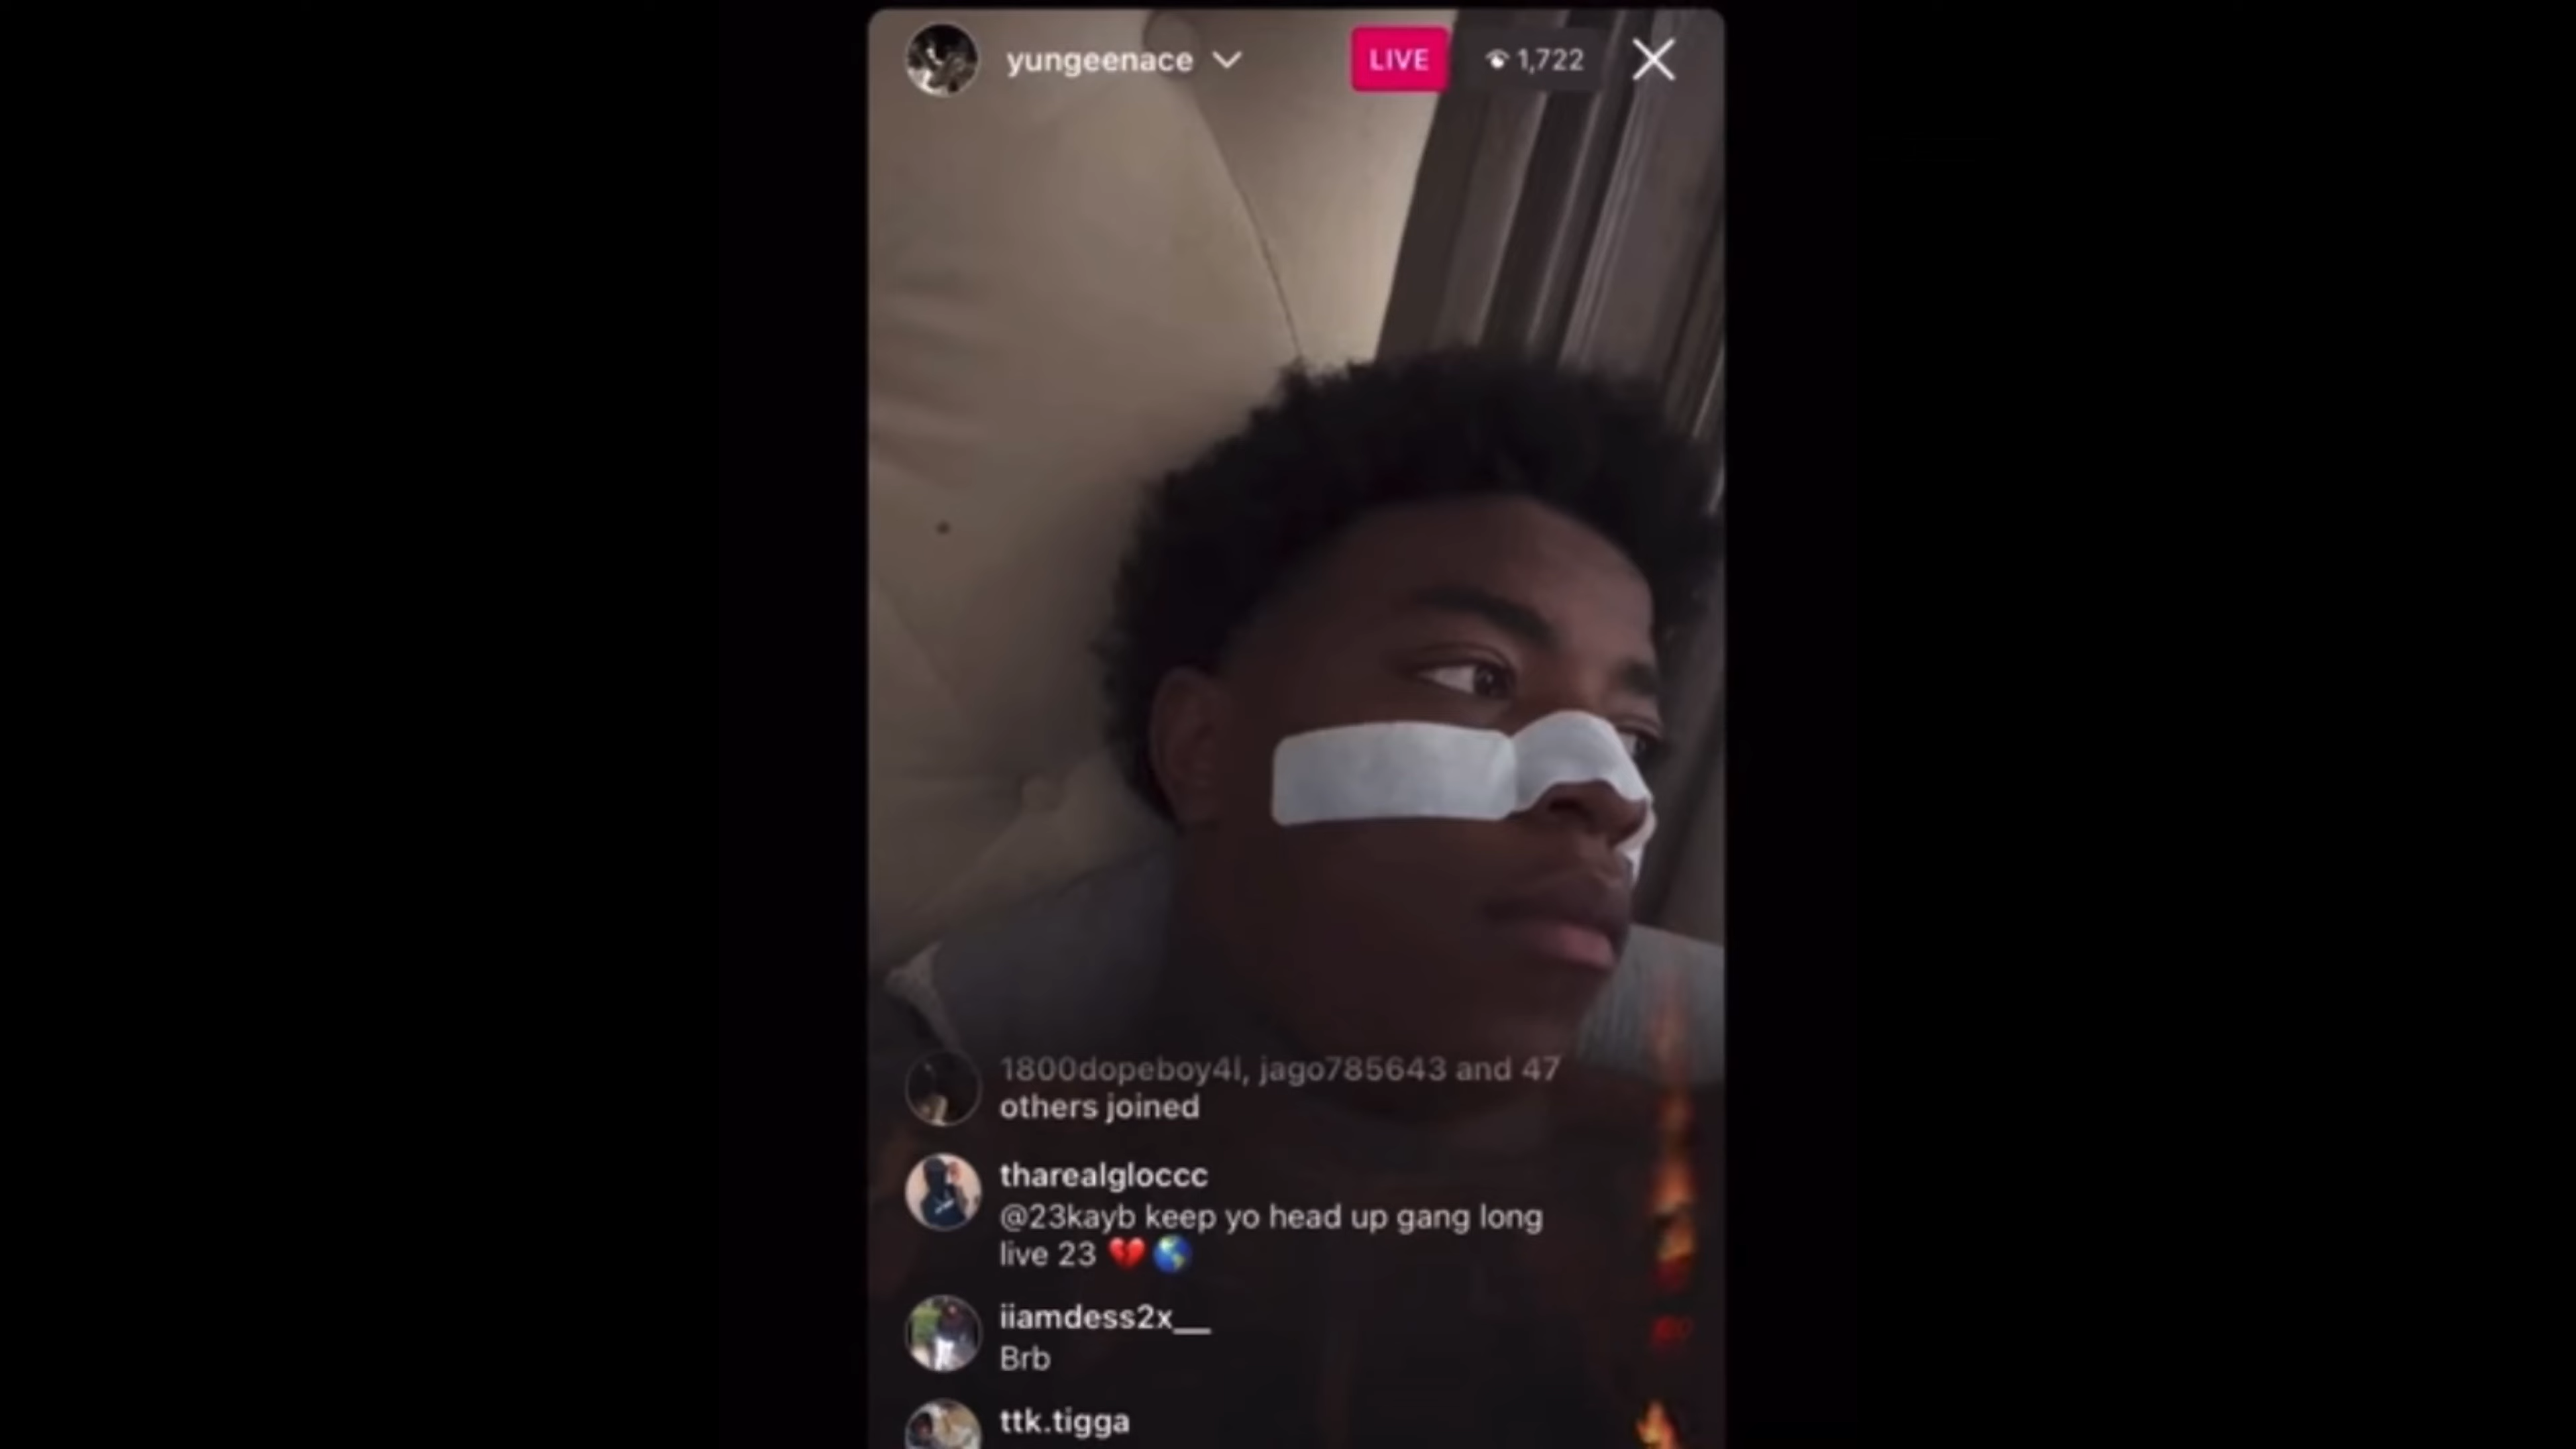 yungeenace
LIVE
1,722
1800dopeboy4l, jago785643 and 47
others joined
tharealgloccc
@23kayb keep yo head up gang long
live 23 💔 🌎
iiamdess2x__
Brb
ttk.tigga